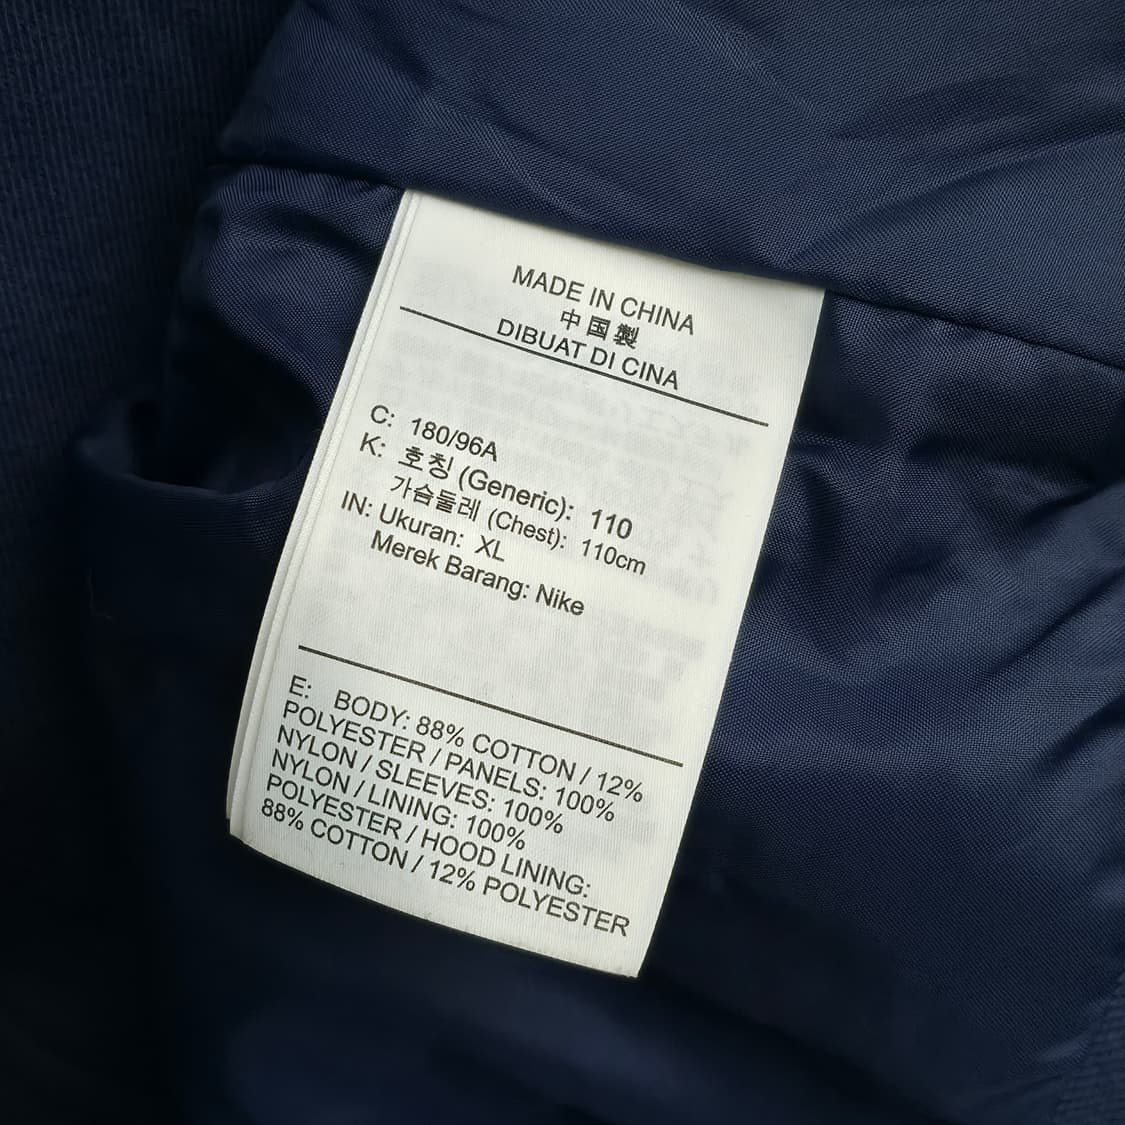 MADE IN CHINA
中国製
DIBUAT DI CINA
C: 180/96A
K: 호칭 (Generic): 110
가슴둘레 (Chest): 110cm
IN: Ukuran: XL
Merek Barang: Nike
E: BODY: 88% COTTON / 12%
POLYESTER / PANELS: 100%
NYLON / SLEEVES: 100%
NYLON / LINING: 100%
POLYESTER / HOOD LINING:
88% COTTON / 12% POLYESTER